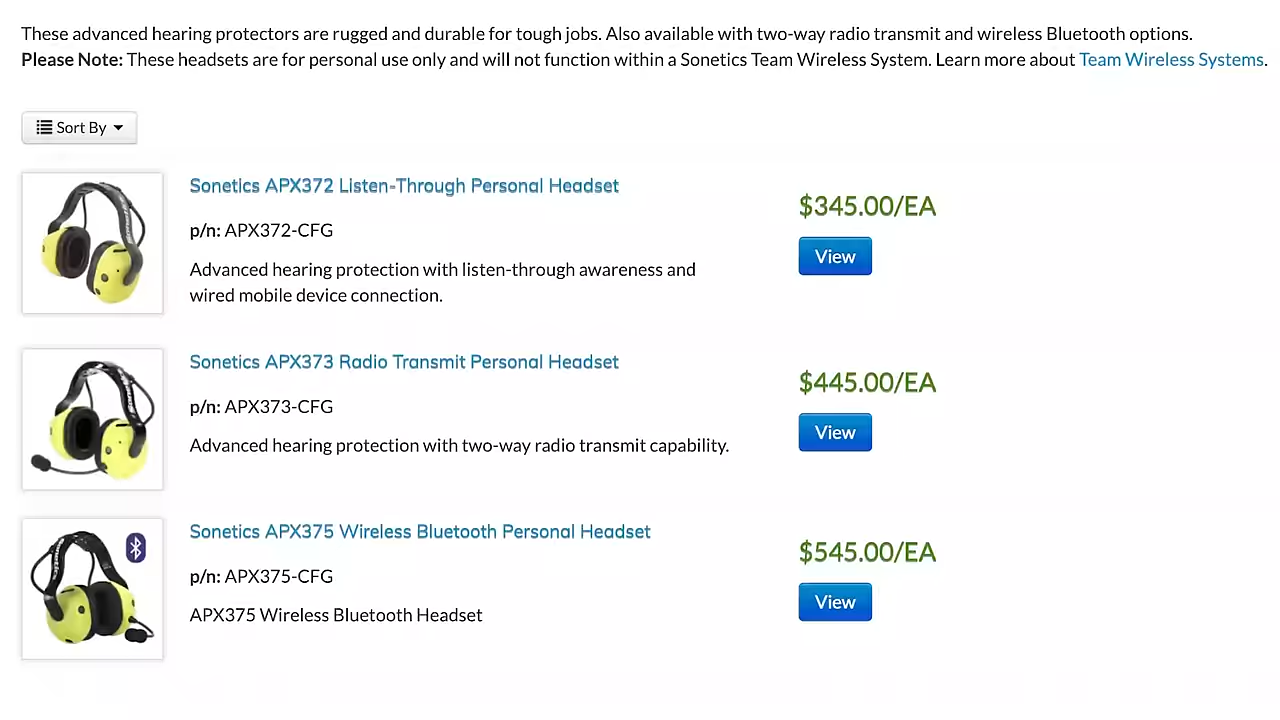 These advanced hearing protectors are rugged and durable for tough jobs. Also available with two-way radio transmit and wireless Bluetooth options.
Please Note: These headsets are for personal use only and will not function within a Sonetics Team Wireless System. Learn more about Team Wireless Systems.
Sort By
Sonetics APX372 Listen-Through Personal Headset
p/n: APX372-CFG
Advanced hearing protection with listen-through awareness and
wired mobile device connection.
$345.00/EA
View
Sonetics APX373 Radio Transmit Personal Headset
p/n: APX373-CFG
Advanced hearing protection with two-way radio transmit capability.
$445.00/EA
View
Sonetics APX375 Wireless Bluetooth Personal Headset
p/n: APX375-CFG
APX375 Wireless Bluetooth Headset
$545.00/EA
View